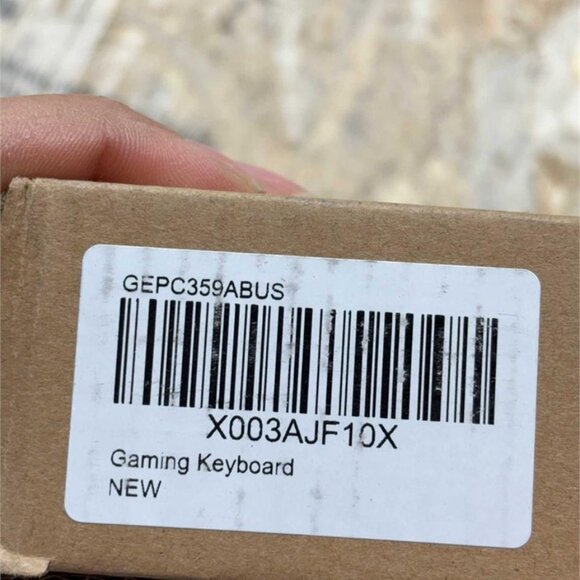 GEPC359ABUS
X003AJF10X
Gaming Keyboard
NEW